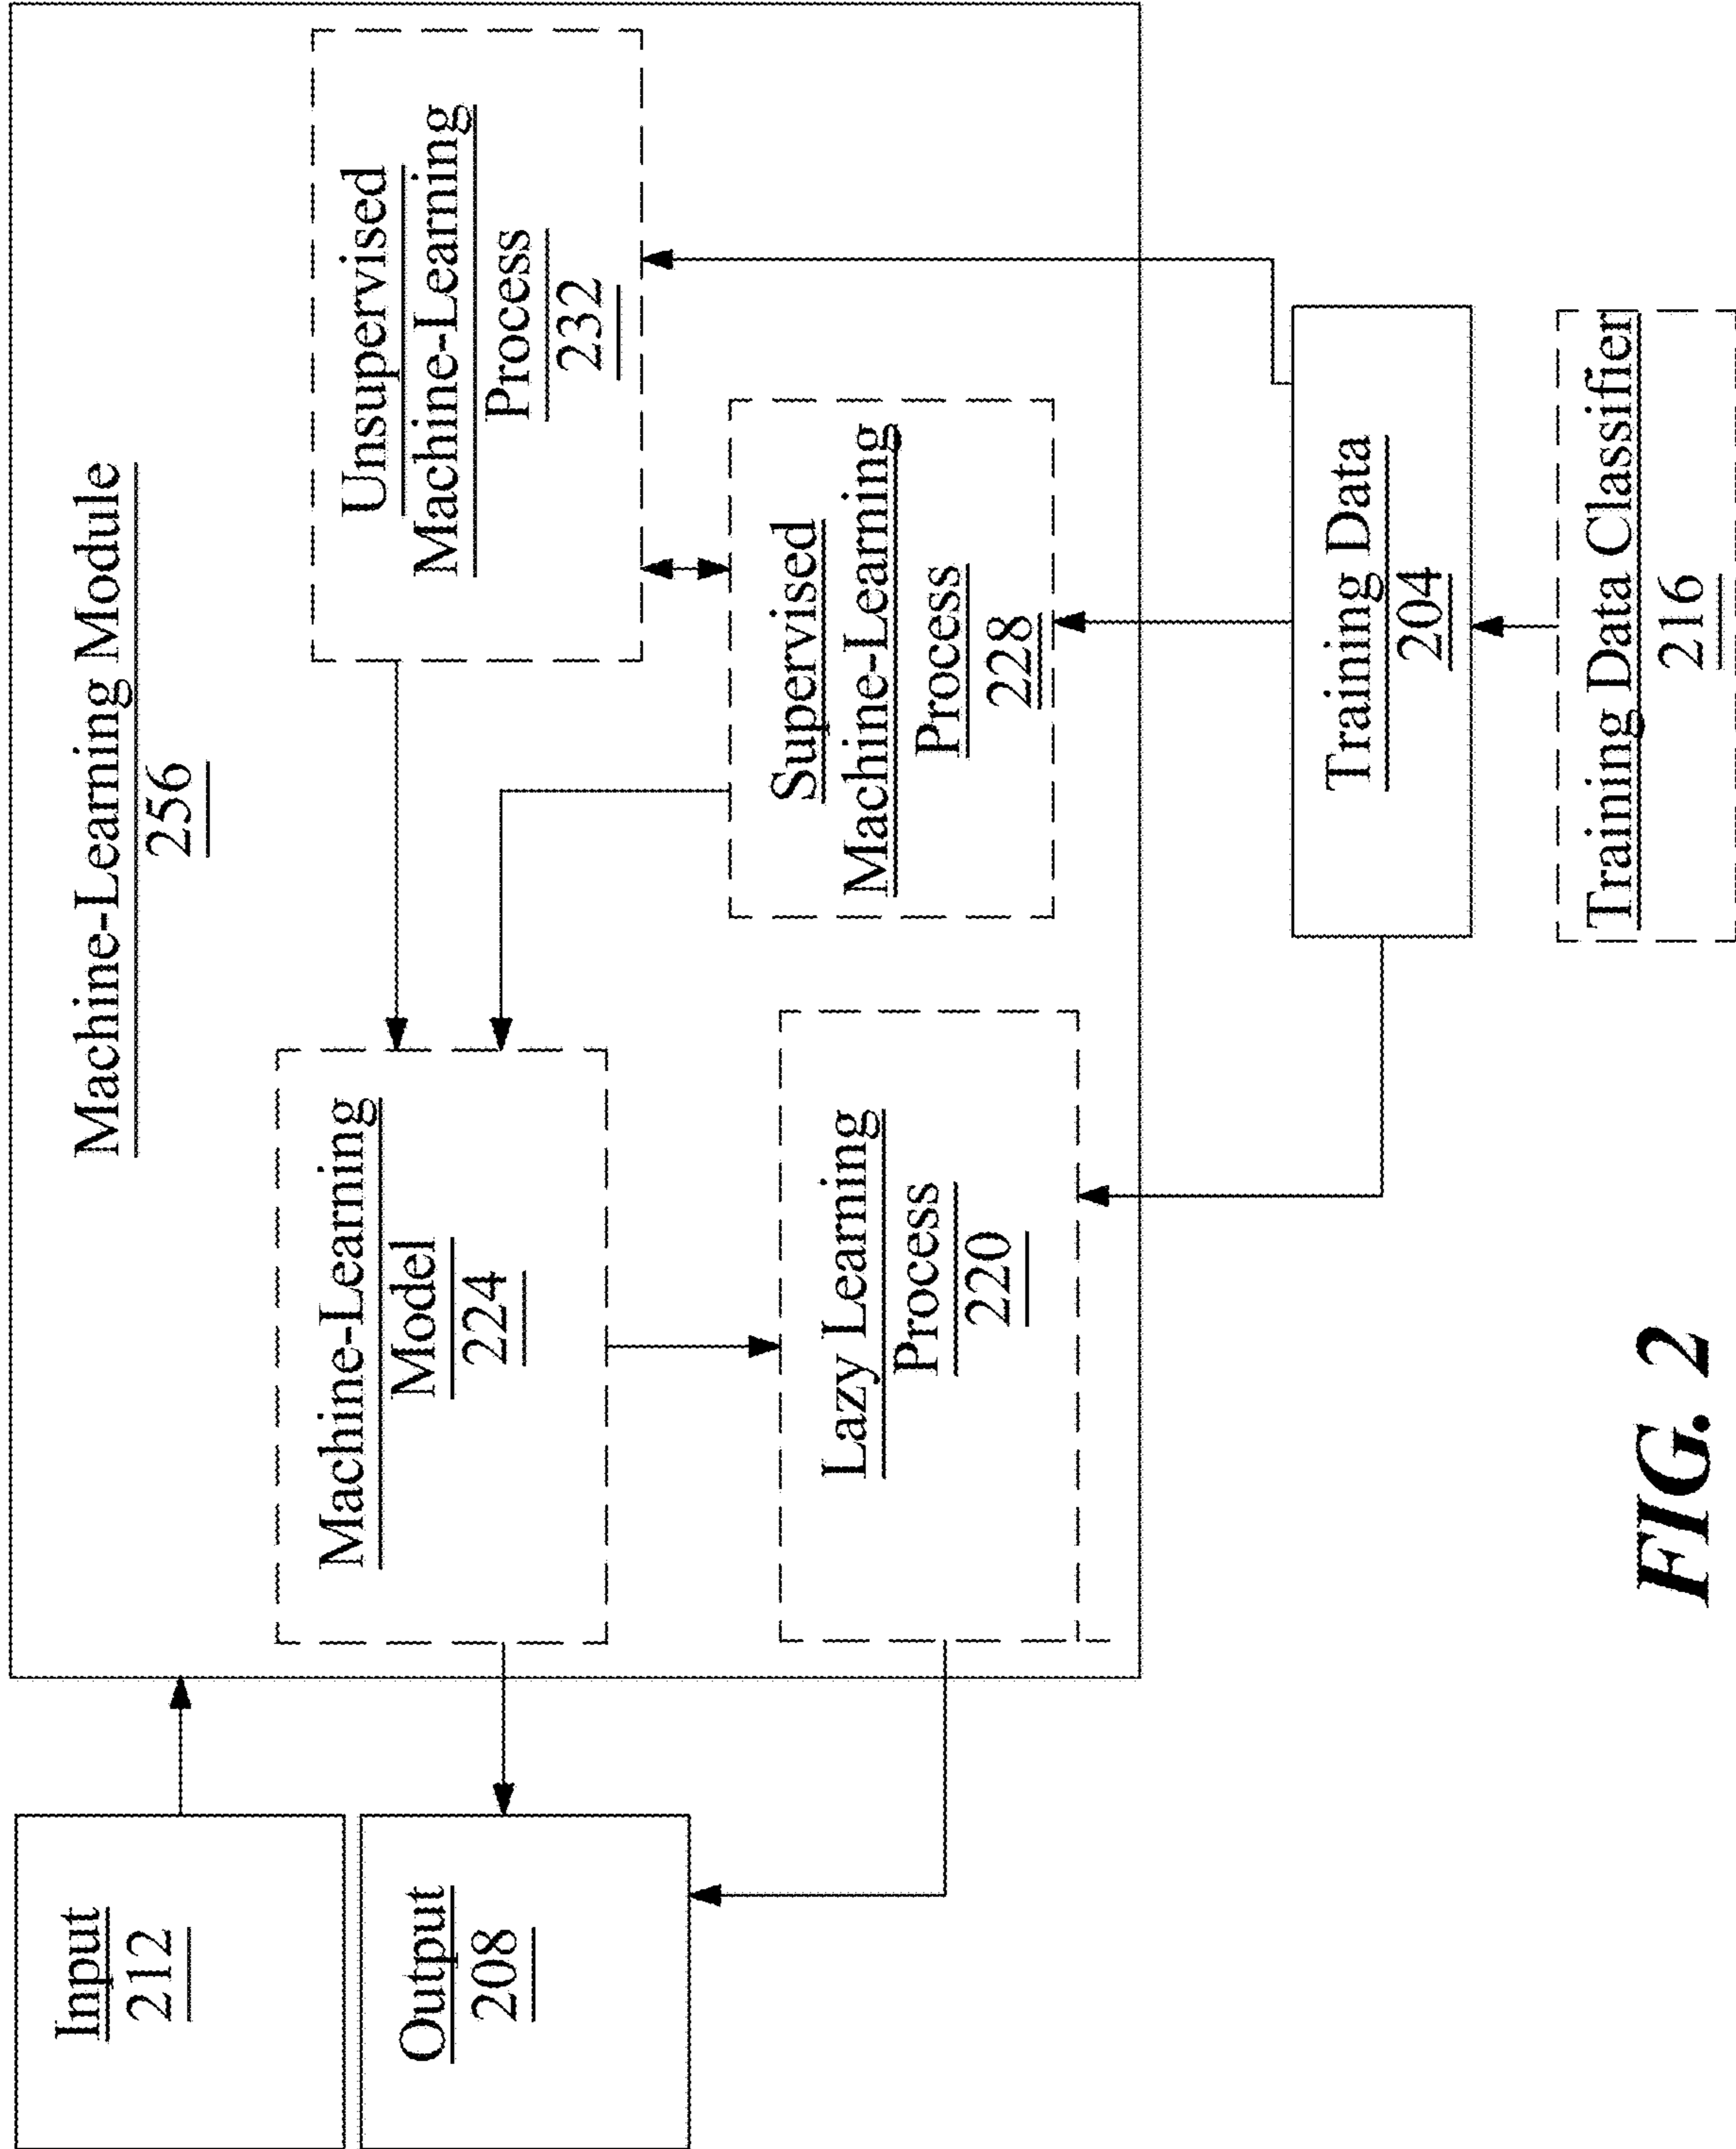 Machine-Learning Module
256
Input
212
Output
208
Machine-Learning
Model
224
Unsupervised
Machine-Learning
Process
232
Lazy Learning
Process
220
Supervised
Machine-Learning
Process
228
Training Data
204
Training Data Classifier
216
FIG. 2